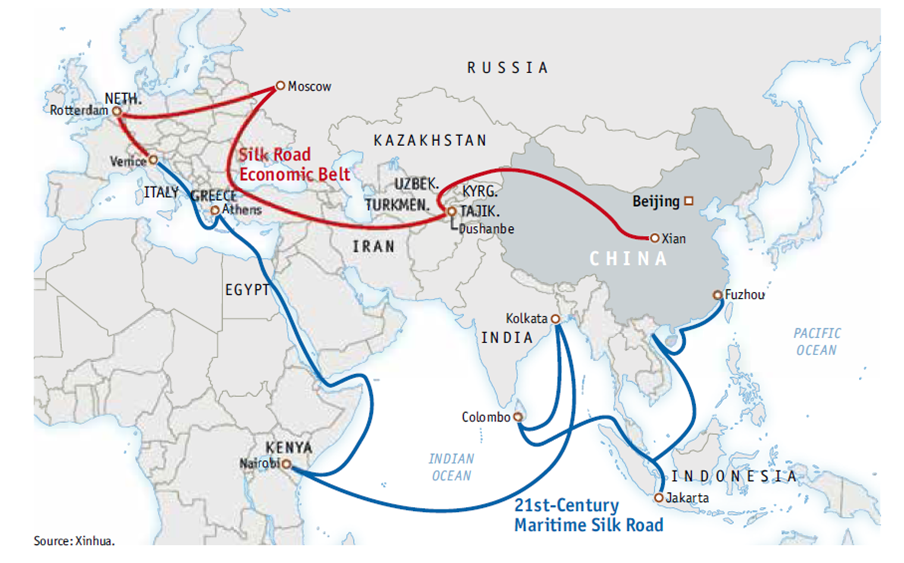 RUSSIA
Moscow
NETH.
Rotterdam
KAZAKHSTAN
Silk Road
Economic Belt
Venice
UZBEK.
KYRG.
ITALY
GREECE
Athens
TURKMEN.
TAJIK.
Dushanbe
Beijing
Xian
IRAN
CHINA
EGYPT
Fuzhou
Kolkata
INDIA
PACIFIC
OCEAN
Colombo
KENYA
Nairobi
INDIAN
OCEAN
INDONESIA
Jakarta
21st-Century
Maritime Silk Road
Source: Xinhua.